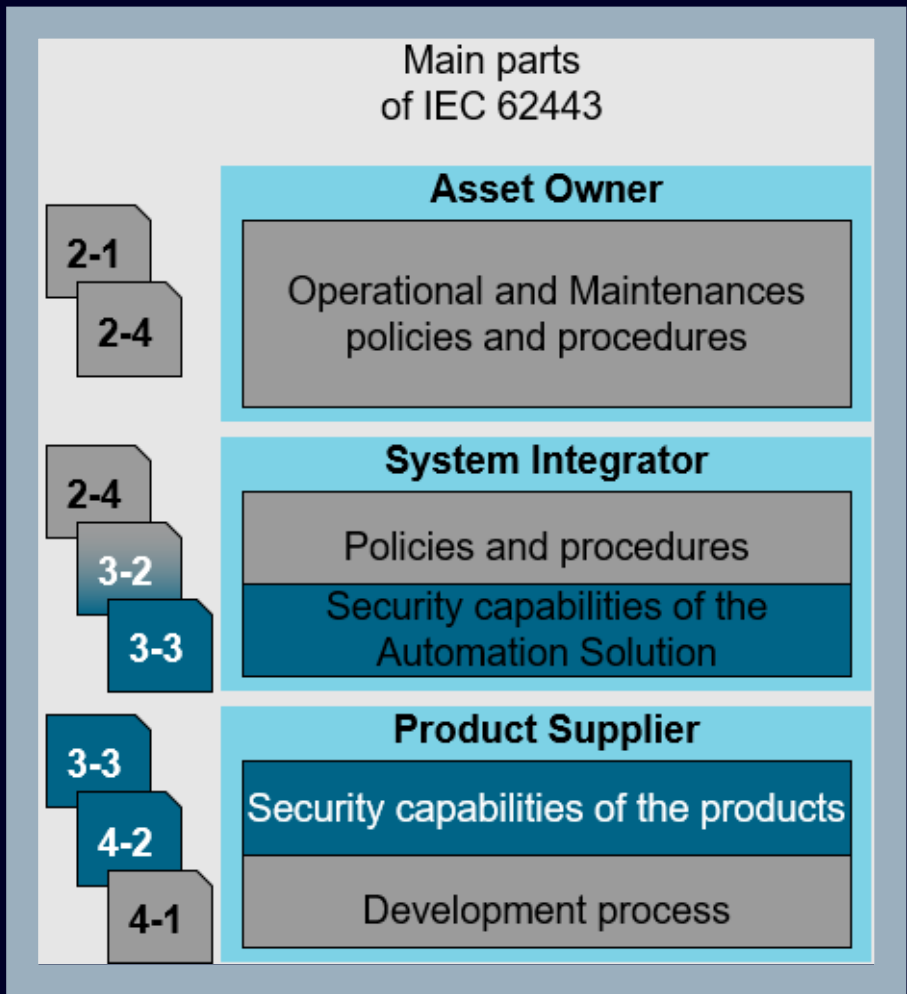 Main parts
of IEC 62443
Asset Owner
2-1
2-4
Operational and Maintenances
policies and procedures
System Integrator
2-4
3-2
3-3
Policies and procedures
Security capabilities of the
Automation Solution
Product Supplier
3-3
4-2
4-1
Security capabilities of the products
Development process